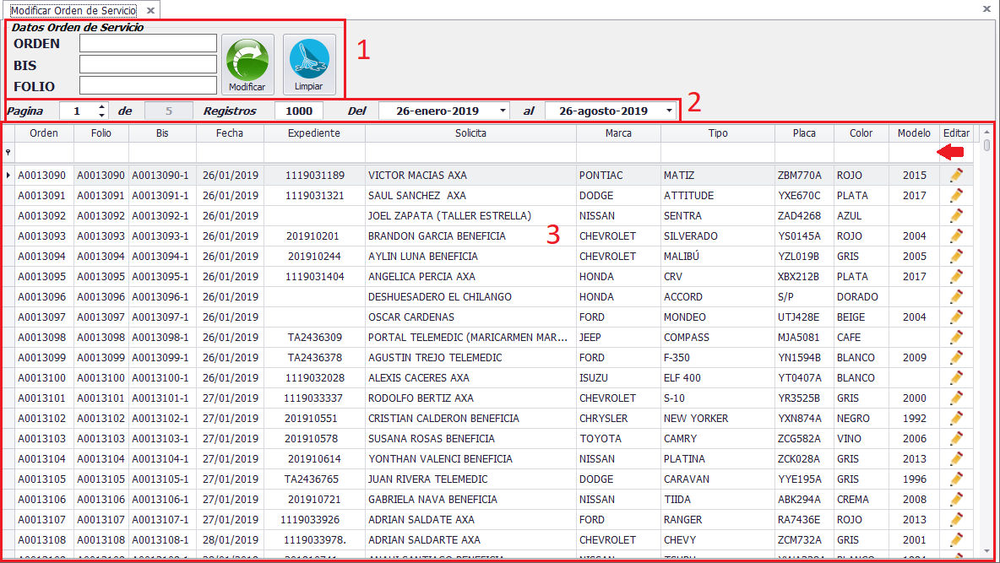 Modificar Orden de Servicio
Datos Orden de Servicio
ORDEN
BIS
FOLIO
Modificar
Limpiar
1
Pagina 1 de 5 Registros 1000 Del 26-enero-2019 al 26-agosto-2019
2
Orden Folio Bis Fecha Expediente Solicita Marca Tipo Placa Color Modelo Editar
A0013090 A0013090 A0013090-1 26/01/2019 1119031189 VICTOR MACIAS AXA PONTIAC MATIZ ZBM770A ROJO 2015
A0013091 A0013091 A0013091-1 26/01/2019 1119031321 SAUL SANCHEZ AXA DODGE ATTITUDE YXE670C PLATA 2017
A0013092 A0013092 A0013092-1 26/01/2019 JOEL ZAPATA (TALLER ESTRELLA) NISSAN SENTRA ZAD4268 AZUL
A0013093 A0013093 A0013093-1 26/01/2019 201910201 BRANDON GARCIA BENEFICIA CHEVROLET SILVERADO YS0145A ROJO 2004
3
A0013094 A0013094 A0013094-1 26/01/2019 201910244 AYLIN LUNA BENEFICIA CHEVROLET MALIBÚ YZL019B GRIS 2005
A0013095 A0013095 A0013095-1 26/01/2019 1119031404 ANGELICA PERCIA AXA HONDA CRV XBX212B PLATA 2017
A0013096 A0013096 A0013096-1 26/01/2019 DESHUESADERO EL CHILANGO HONDA ACCORD S/P DORADO
A0013097 A0013097 A0013097-1 26/01/2019 OSCAR CARDENAS FORD MONDEO UTJ428E BEIGE 2004
A0013098 A0013098 A0013098-1 26/01/2019 TA2436309 PORTAL TELEMEDIC (MARICARMEN MAR... JEEP COMPASS MJA5081 CAFE
A0013099 A0013099 A0013099-1 26/01/2019 TA2436378 AGUSTIN TREJO TELEMEDIC FORD F-350 YN1594B BLANCO 2009
A0013100 A0013100 A0013100-1 26/01/2019 1119032028 ALEXIS CACERES AXA ISUZU ELF 400 YT0407A BLANCO
A0013101 A0013101 A0013101-1 27/01/2019 1119033337 RODOLFO BERTIZ AXA CHEVROLET S-10 YR3525B GRIS 2000
A0013102 A0013102 A0013102-1 27/01/2019 201910551 CRISTIAN CALDERON BENEFICIA CHRYSLER NEW YORKER YXN874A NEGRO 1992
A0013103 A0013103 A0013103-1 27/01/2019 201910578 SUSANA ROSAS BENEFICIA TOYOTA CAMRY ZCG582A VINO 2006
A0013104 A0013104 A0013104-1 27/01/2019 201910614 YONTHAN VALENCI BENEFICIA NISSAN PLATINA ZCK028A GRIS 2013
A0013105 A0013105 A0013105-1 27/01/2019 TA2436765 JUAN RIVERA TELEMEDIC DODGE CARAVAN YYE195A GRIS 1996
A0013106 A0013106 A0013106-1 27/01/2019 201910721 GABRIELA NAVA BENEFICIA NISSAN TIIDA ABK294A CREMA 2008
A0013107 A0013107 A0013107-1 27/01/2019 1119033926 ADRIAN SALDATE AXA FORD RANGER RA7436E ROJO 2013
A0013108 A0013108 A0013108-1 28/01/2019 1119033978. ADRIAN SALDARTE AXA CHEVROLET CHEVY ZCM732A GRIS 2001